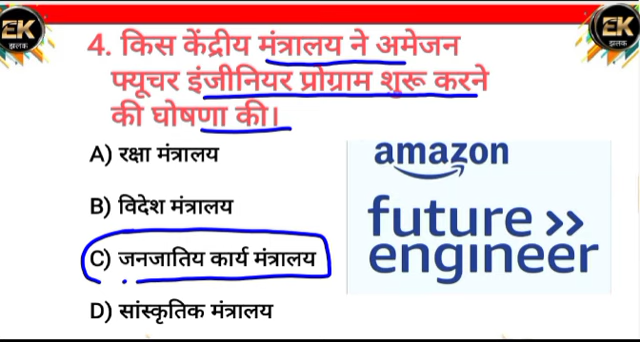 EK
झलक
EK
झलक
4. किस केंद्रीय मंत्रालय ने अमेजन
फ्यूचर इंजीनियर प्रोग्राम शुरू करने
की घोषणा की।
A) रक्षा मंत्रालय
B) विदेश मंत्रालय
C) जनजातिय कार्य मंत्रालय
D) सांस्कृतिक मंत्रालय
amazon
future >>
engineer